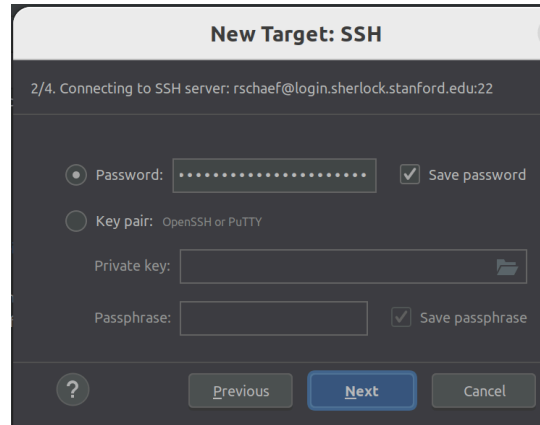 New Target: SSH
2/4. Connecting to SSH server: rschaef@login.sherlock.stanford.edu:22
Password: •••••••••••••••••••••• Save password
Key pair: OpenSSH or PuTTY
Private key:
Passphrase: Save passphrase
? Previous Next Cancel